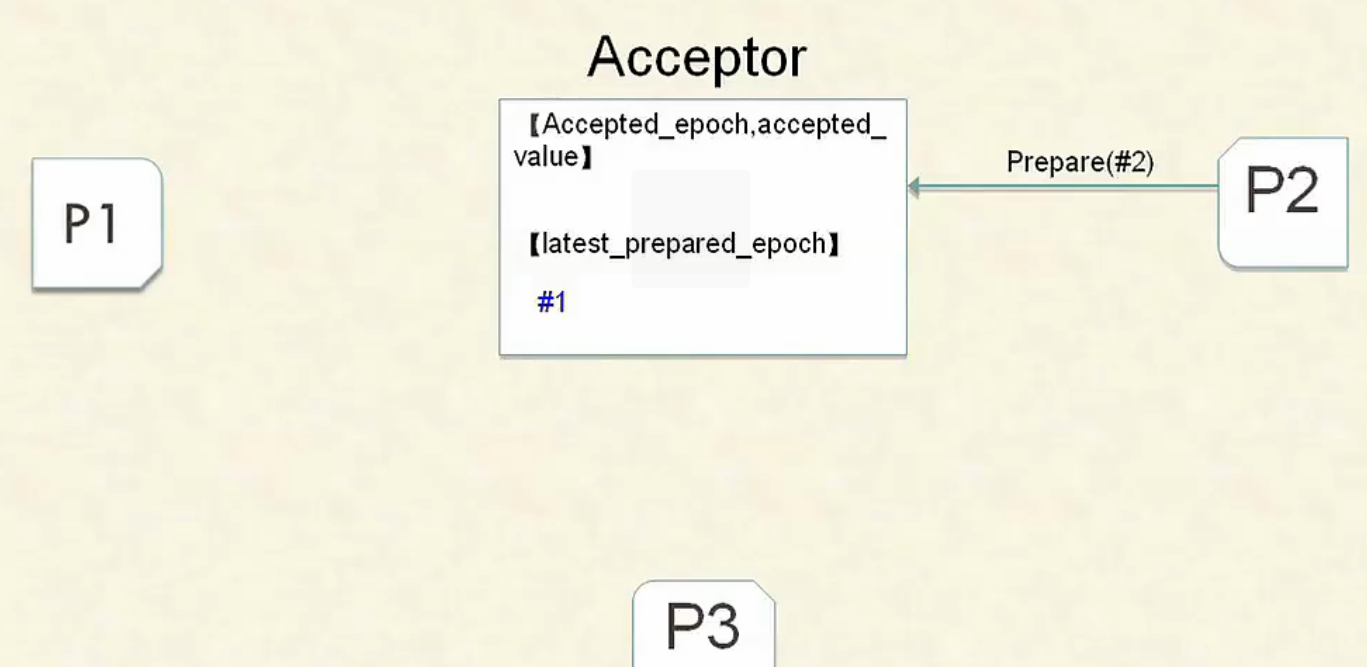 Acceptor
【Accepted_epoch,accepted_
value】
Prepare(#2)
P1
P2
【latest_prepared_epoch】
#1
P3